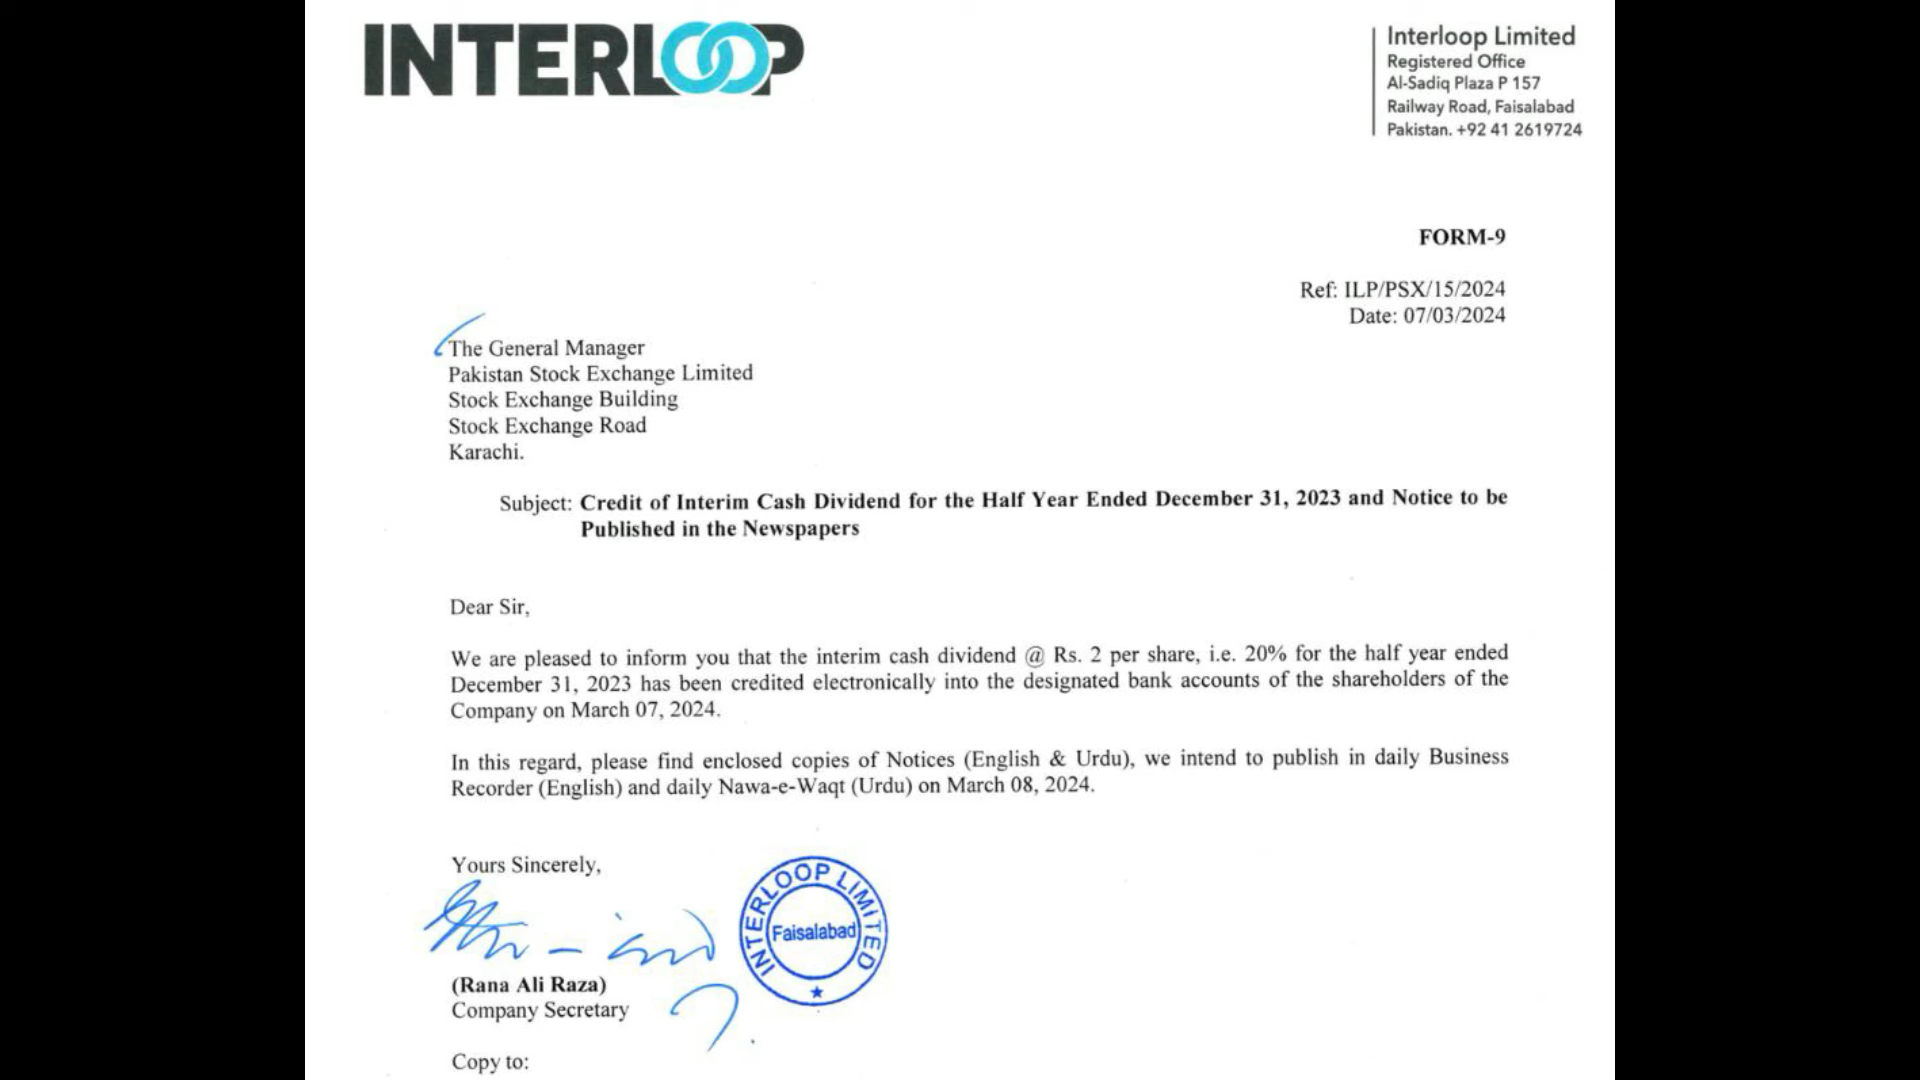 INTERLOOP
Interloop Limited
Registered Office
Al-Sadiq Plaza P 157
Railway Road, Faisalabad
Pakistan. +92 41 2619724
FORM-9
Ref: ILP/PSX/15/2024
Date: 07/03/2024
The General Manager
Pakistan Stock Exchange Limited
Stock Exchange Building
Stock Exchange Road
Karachi.
Subject: Credit of Interim Cash Dividend for the Half Year Ended December 31, 2023 and Notice to be
Published in the Newspapers
Dear Sir,
We are pleased to inform you that the interim cash dividend @ Rs. 2 per share, i.e. 20% for the half year ended
December 31, 2023 has been credited electronically into the designated bank accounts of the shareholders of the
Company on March 07, 2024.
In this regard, please find enclosed copies of Notices (English & Urdu), we intend to publish in daily Business
Recorder (English) and daily Nawa-e-Waqt (Urdu) on March 08, 2024.
Yours Sincerely,
INTERLOOP LIMITED
Faisalabad
(Rana Ali Raza)
Company Secretary
Copy to: